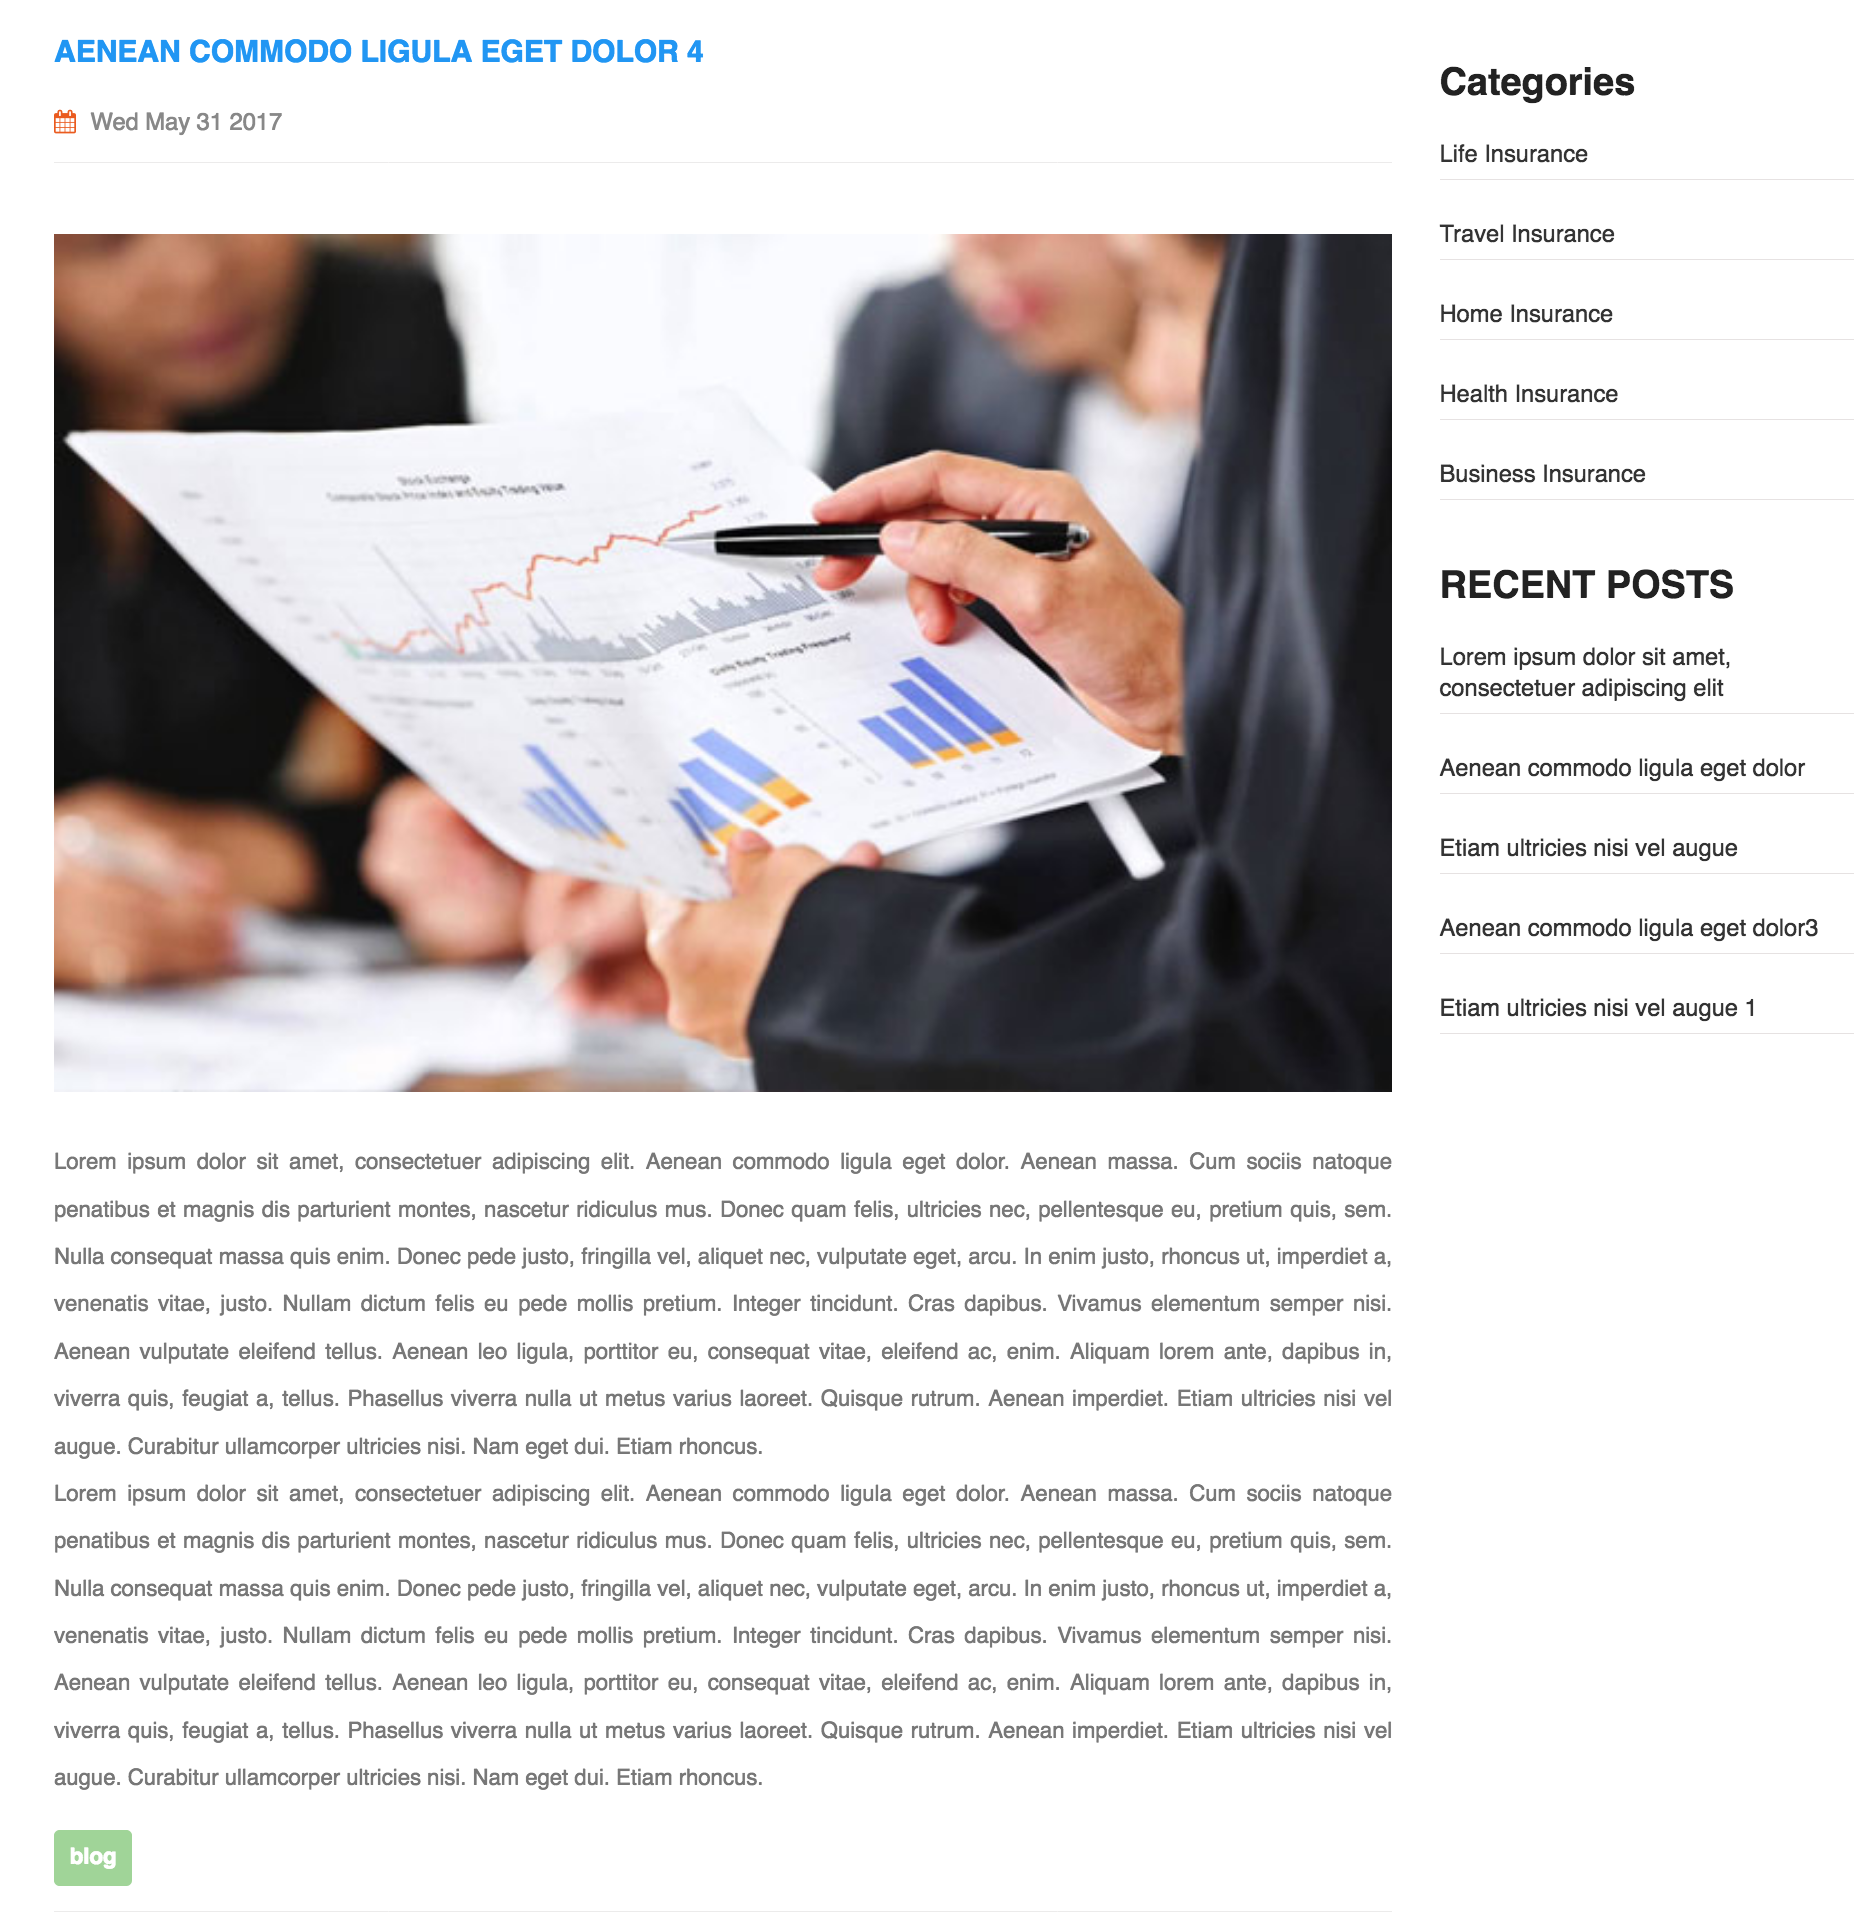 AENEAN COMMODO LIGULA EGET DOLOR 4
Wed May 31 2017
Stock Exchange
Composite Stock Price Index and Equity Trading Value
Daily Equity Trading Frequency
Lorem ipsum dolor sit amet, consectetuer adipiscing elit. Aenean commodo ligula eget dolor. Aenean massa. Cum sociis natoque
penatibus et magnis dis parturient montes, nascetur ridiculus mus. Donec quam felis, ultricies nec, pellentesque eu, pretium quis, sem.
Nulla consequat massa quis enim. Donec pede justo, fringilla vel, aliquet nec, vulputate eget, arcu. In enim justo, rhoncus ut, imperdiet a,
venenatis vitae, justo. Nullam dictum felis eu pede mollis pretium. Integer tincidunt. Cras dapibus. Vivamus elementum semper nisi.
Aenean vulputate eleifend tellus. Aenean leo ligula, porttitor eu, consequat vitae, eleifend ac, enim. Aliquam lorem ante, dapibus in,
viverra quis, feugiat a, tellus. Phasellus viverra nulla ut metus varius laoreet. Quisque rutrum. Aenean imperdiet. Etiam ultricies nisi vel
augue. Curabitur ullamcorper ultricies nisi. Nam eget dui. Etiam rhoncus.
Lorem ipsum dolor sit amet, consectetuer adipiscing elit. Aenean commodo ligula eget dolor. Aenean massa. Cum sociis natoque
penatibus et magnis dis parturient montes, nascetur ridiculus mus. Donec quam felis, ultricies nec, pellentesque eu, pretium quis, sem.
Nulla consequat massa quis enim. Donec pede justo, fringilla vel, aliquet nec, vulputate eget, arcu. In enim justo, rhoncus ut, imperdiet a,
venenatis vitae, justo. Nullam dictum felis eu pede mollis pretium. Integer tincidunt. Cras dapibus. Vivamus elementum semper nisi.
Aenean vulputate eleifend tellus. Aenean leo ligula, porttitor eu, consequat vitae, eleifend ac, enim. Aliquam lorem ante, dapibus in,
viverra quis, feugiat a, tellus. Phasellus viverra nulla ut metus varius laoreet. Quisque rutrum. Aenean imperdiet. Etiam ultricies nisi vel
augue. Curabitur ullamcorper ultricies nisi. Nam eget dui. Etiam rhoncus.
blog
Categories
Life Insurance
Travel Insurance
Home Insurance
Health Insurance
Business Insurance
RECENT POSTS
Lorem ipsum dolor sit amet,
consectetuer adipiscing elit
Aenean commodo ligula eget dolor
Etiam ultricies nisi vel augue
Aenean commodo ligula eget dolor3
Etiam ultricies nisi vel augue 1